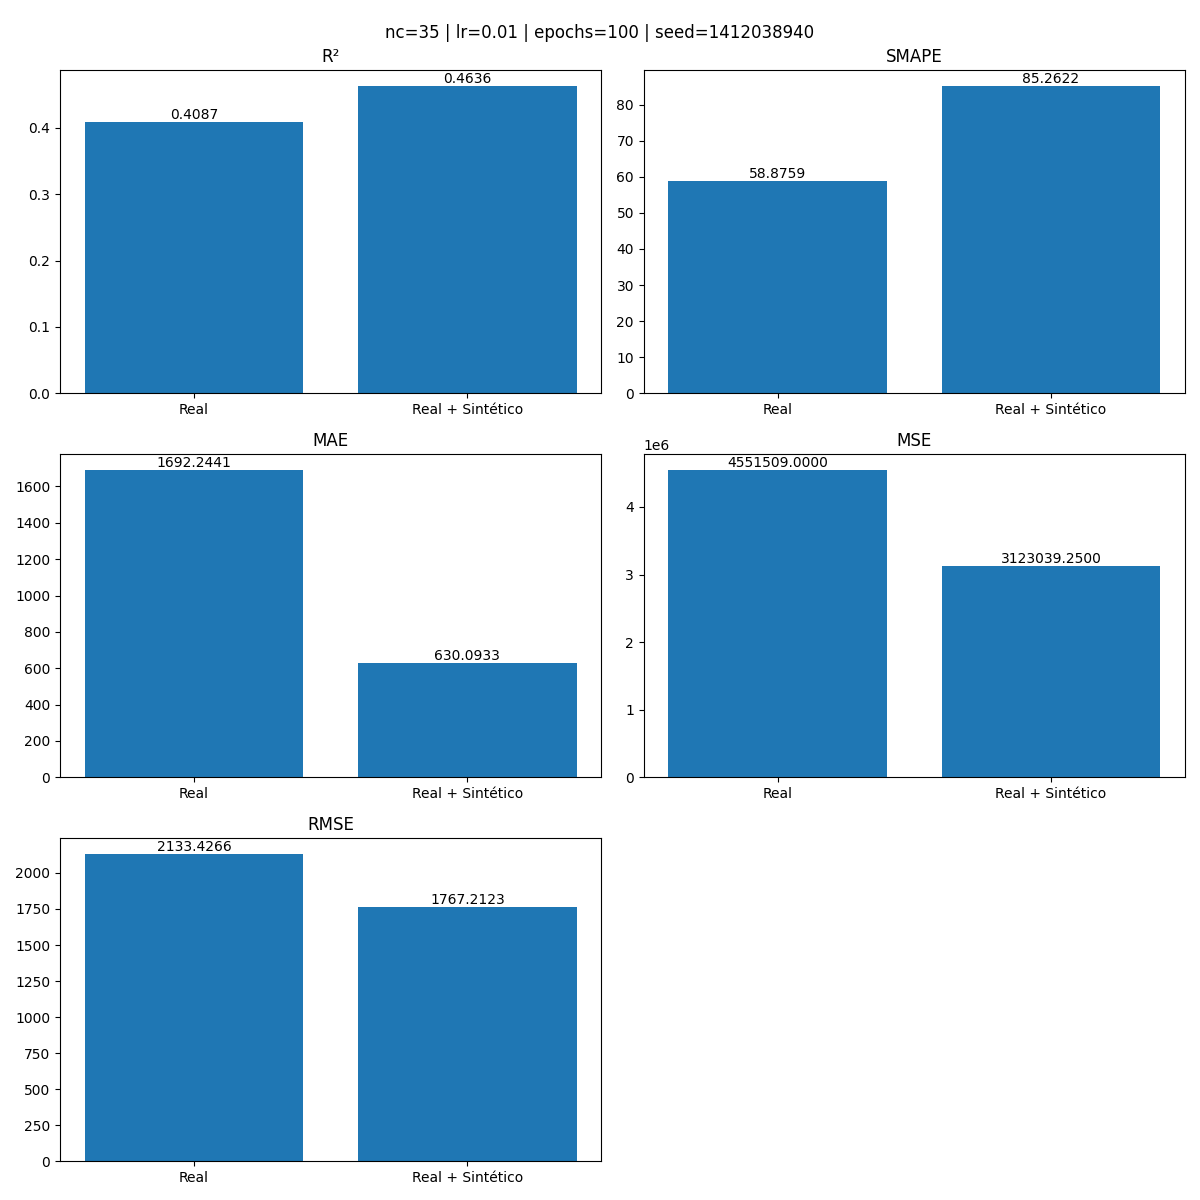 nc=35 | lr=0.01 | epochs=100 | seed=1412038940
R²
0.4087
0.4636
0.4
0.3
0.2
0.1
0.0
Real
Real + Sintético
SMAPE
58.8759
85.2622
80
70
60
50
40
30
20
10
0
Real
Real + Sintético
MAE
1692.2441
630.0933
1600
1400
1200
1000
800
600
400
200
0
Real
Real + Sintético
MSE
1e6
4551509.0000
3123039.2500
4
3
2
1
0
Real
Real + Sintético
RMSE
2133.4266
1767.2123
2000
1750
1500
1250
1000
750
500
250
0
Real
Real + Sintético